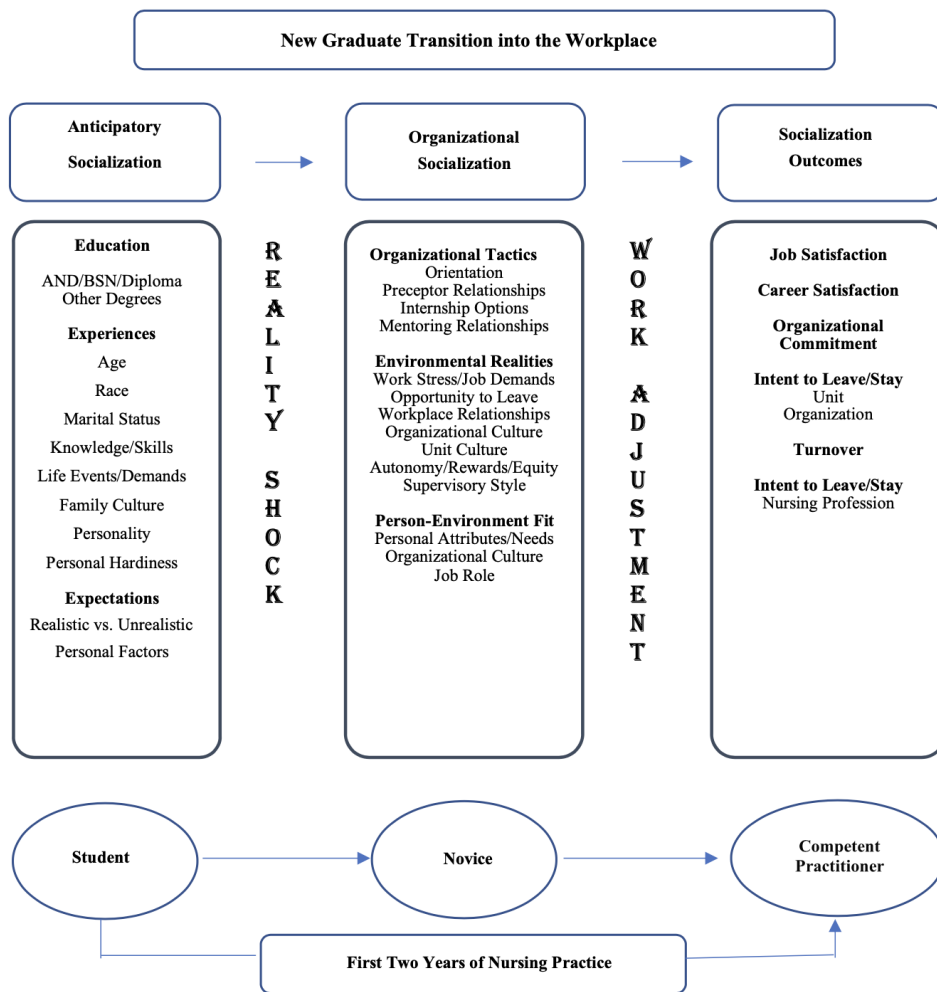 New Graduate Transition into the Workplace
Anticipatory
Socialization
Organizational
Socialization
Socialization
Outcomes
Education
AND/BSN/Diploma
Other Degrees
Experiences
Age
Race
Marital Status
Knowledge/Skills
Life Events/Demands
Family Culture
Personality
Personal Hardiness
Expectations
Realistic vs. Unrealistic
Personal Factors
REALITY SHOCK
Organizational Tactics
Orientation
Preceptor Relationships
Internship Options
Mentoring Relationships
Environmental Realities
Work Stress/Job Demands
Opportunity to Leave
Workplace Relationships
Organizational Culture
Unit Culture
Autonomy/Rewards/Equity
Supervisory Style
Person-Environment Fit
Personal Attributes/Needs
Organizational Culture
Job Role
WORK ADJUSTMENT
Job Satisfaction
Career Satisfaction
Organizational
Commitment
Intent to Leave/Stay
Unit
Organization
Turnover
Intent to Leave/Stay
Nursing Profession
Student
Novice
Competent
Practitioner
First Two Years of Nursing Practice